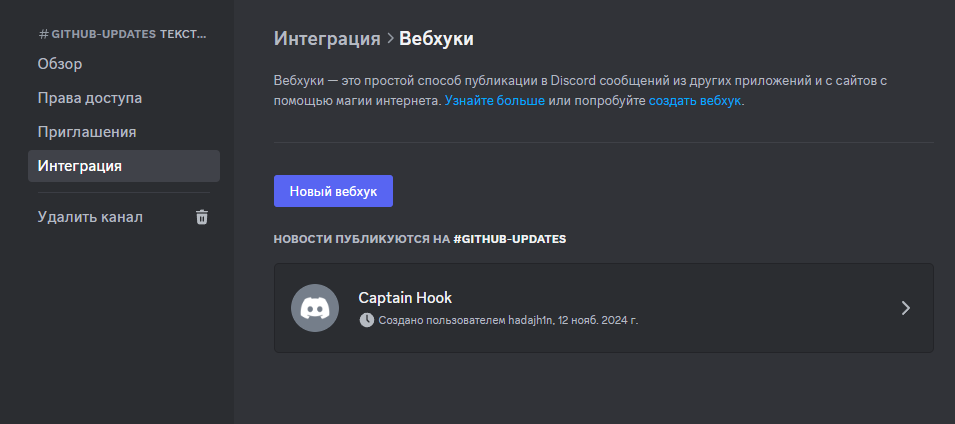 # GITHUB-UPDATES ТЕКСТ...
Обзор
Права доступа
Приглашения
Интеграция
Удалить канал
Интеграция > Вебхуки
Вебхуки — это простой способ публикации в Discord сообщений из других приложений и с сайтов с
помощью магии интернета. Узнайте больше или попробуйте создать вебхук.
Новый вебхук
НОВОСТИ ПУБЛИКУЮТСЯ НА #GITHUB-UPDATES
Captain Hook
Создано пользователем hadajh1n, 12 нояб. 2024 г.